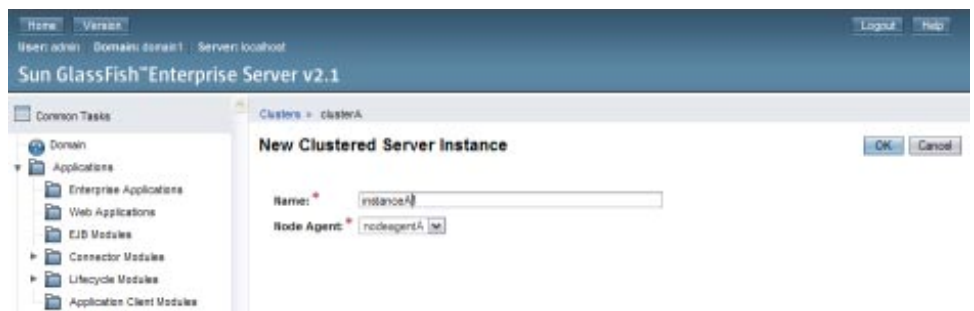 Home Version Logout Help
User: admin Domain: domain1 Server: localhost
Sun GlassFish™ Enterprise Server v2.1
Common Tasks
Domain
Applications
Enterprise Applications
Web Applications
EJB Modules
Connector Modules
Lifecycle Modules
Application Client Modules
Clusters > clusterA
New Clustered Server Instance
OK Cancel
Name: * instanceA
Node Agent: * nodeagentA